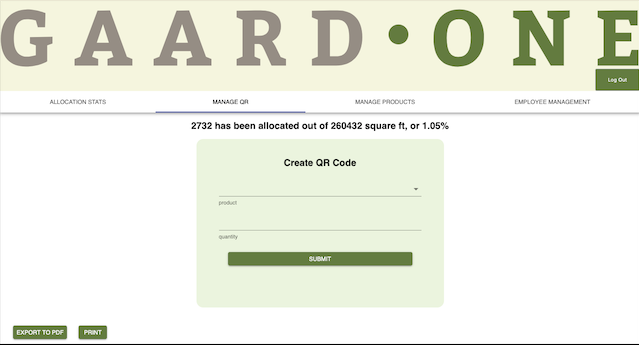 GAARD•ONE
Log Out
ALLOCATION STATS
MANAGE QR
MANAGE PRODUCTS
EMPLOYEE MANAGEMENT
2732 has been allocated out of 260432 square ft, or 1.05%
Create QR Code
product
quantity
SUBMIT
EXPORT TO PDF
PRINT